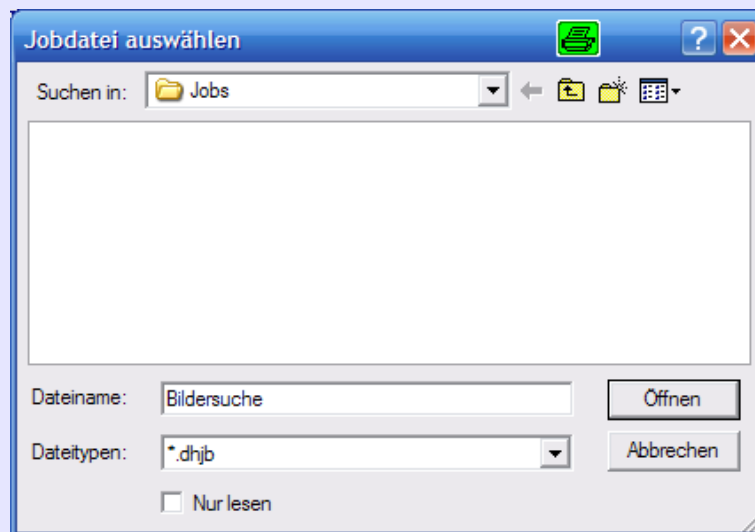 Jobdatei auswählen
Suchen in: Jobs
Dateiname: Bildersuche Öffnen
Dateitypen: *.dhjb Abbrechen
Nur lesen